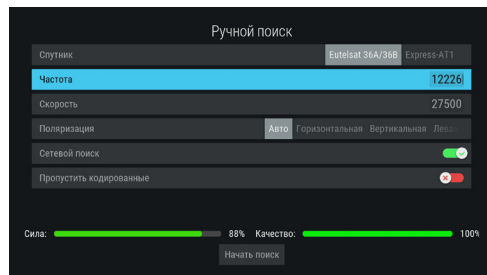 Ручной поиск
Спутник Eutelsat 36A/36B Express-AT1
Частота 12226
Скорость 27500
Поляризация Авто Горизонтальная Вертикальная
Сетевой поиск
Пропустить кодированные
Сила: 88% Качество: 100%
Начать поиск